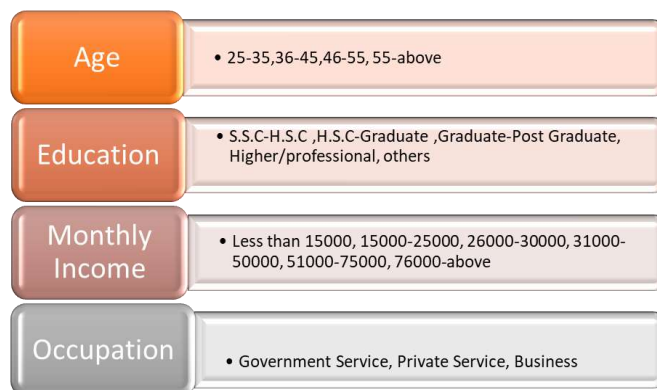 Age
• 25-35,36-45,46-55, 55-above
Education
• S.S.C-H.S.C ,H.S.C-Graduate ,Graduate-Post Graduate,
Higher/professional, others
Monthly
Income
• Less than 15000, 15000-25000, 26000-30000, 31000-
50000, 51000-75000, 76000-above
Occupation
• Government Service, Private Service, Business